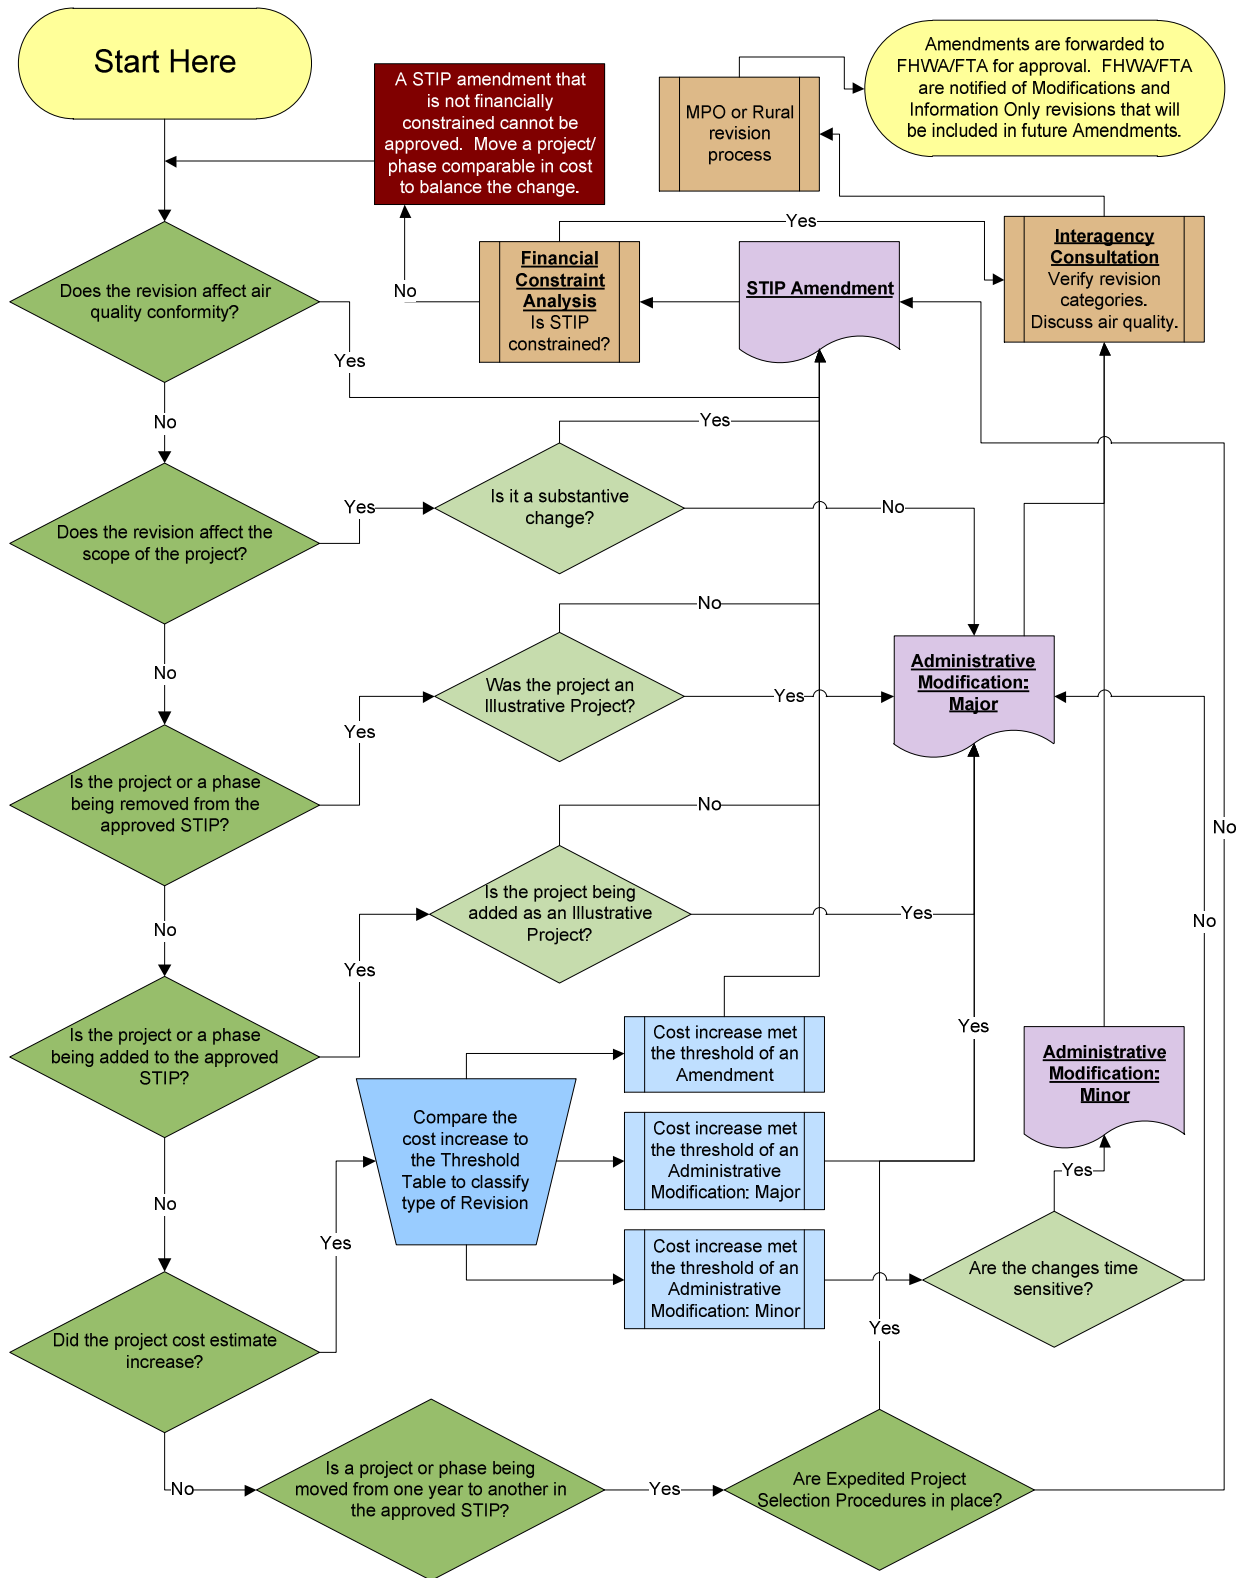 Start Here
Amendments are forwarded to
FHWA/FTA for approval.  FHWA/FTA
are notified of Modifications and
Information Only revisions that will
be included in future Amendments.
A STIP amendment that
is not financially
constrained cannot be
approved.  Move a project/
phase comparable in cost
to balance the change.
MPO or Rural
revision
process
Yes
Financial
Constraint
Analysis
Is STIP
constrained?
No
STIP Amendment
Interagency
Consultation
Verify revision
categories.
Discuss air quality.
Does the revision affect air
quality conformity?
Yes
No
Yes
Does the revision affect the
scope of the project?
Yes
Is it a substantive
change?
No
No
No
Was the project an
Illustrative Project?
Yes
Administrative
Modification:
Major
Yes
Is the project or a phase
being removed from the
approved STIP?
No
No
No
Is the project being
added as an Illustrative
Project?
Yes
No
Yes
Is the project or a phase
being added to the approved
STIP?
Cost increase met
the threshold of an
Amendment
Yes
Administrative
Modification:
Minor
Compare the
cost increase to
the Threshold
Table to classify
type of Revision
Cost increase met
the threshold of an
Administrative
Modification: Major
Yes
No
Yes
Cost increase met
the threshold of an
Administrative
Modification: Minor
Are the changes time
sensitive?
Did the project cost estimate
increase?
Yes
No
Is a project or phase being
moved from one year to another in
the approved STIP?
Yes
Are Expedited Project
Selection Procedures in place?